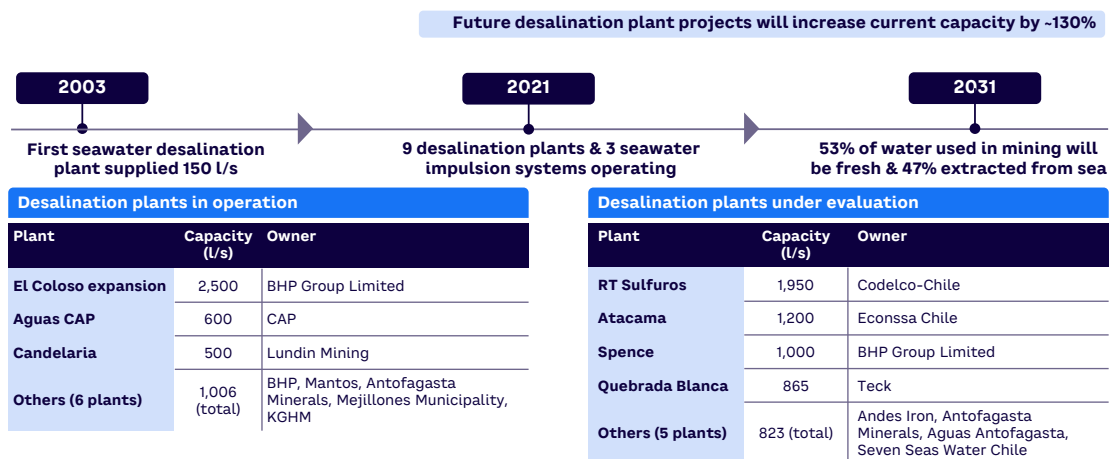 Future desalination plant projects will increase current capacity by ~130%
2003
2021
2031
First seawater desalination
plant supplied 150 l/s
9 desalination plants & 3 seawater
impulsion systems operating
53% of water used in mining will
be fresh & 47% extracted from sea
Desalination plants in operation
Plant Capacity (l/s) Owner
El Coloso expansion 2,500 BHP Group Limited
Aguas CAP 600 CAP
Candelaria 500 Lundin Mining
Others (6 plants) 1,006 (total) BHP, Mantos, Antofagasta
Minerals, Mejillones Municipality,
KGHM
Desalination plants under evaluation
Plant Capacity (l/s) Owner
RT Sulfuros 1,950 Codelco-Chile
Atacama 1,200 Econssa Chile
Spence 1,000 BHP Group Limited
Quebrada Blanca 865 Teck
Others (5 plants) 823 (total) Andes Iron, Antofagasta
Minerals, Aguas Antofagasta,
Seven Seas Water Chile